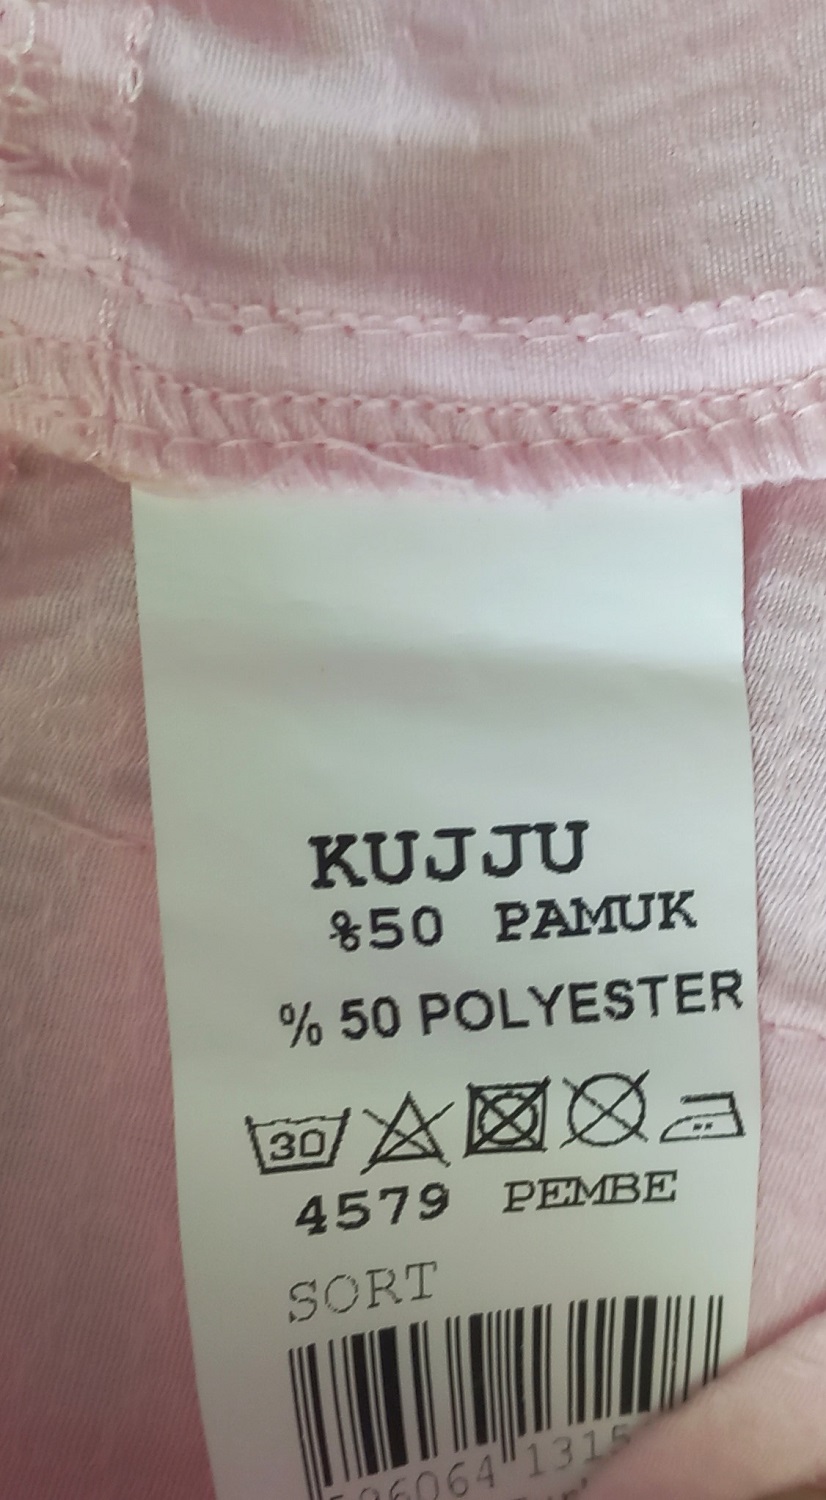 KUJJU
%50 PAMUK
% 50 POLYESTER
30
4579 PEMBE
SORT